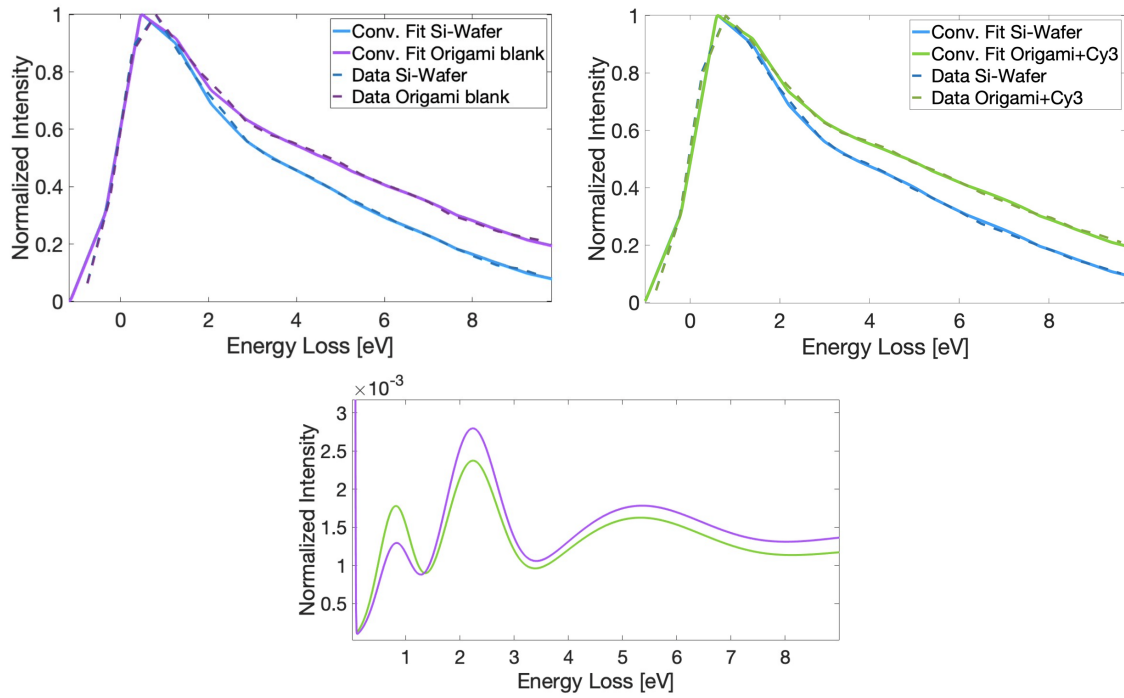 Normalized Intensity
1
0.8
0.6
0.4
0.2
0
0 2 4 6 8
Energy Loss [eV]
Conv. Fit Si-Wafer
Conv. Fit Origami blank
Data Si-Wafer
Data Origami blank
Normalized Intensity
1
0.8
0.6
0.4
0.2
0
0 2 4 6 8
Energy Loss [eV]
Conv. Fit Si-Wafer
Conv. Fit Origami+Cy3
Data Si-Wafer
Data Origami+Cy3
×10⁻³
Normalized Intensity
3
2.5
2
1.5
1
0.5
1 2 3 4 5 6 7 8
Energy Loss [eV]